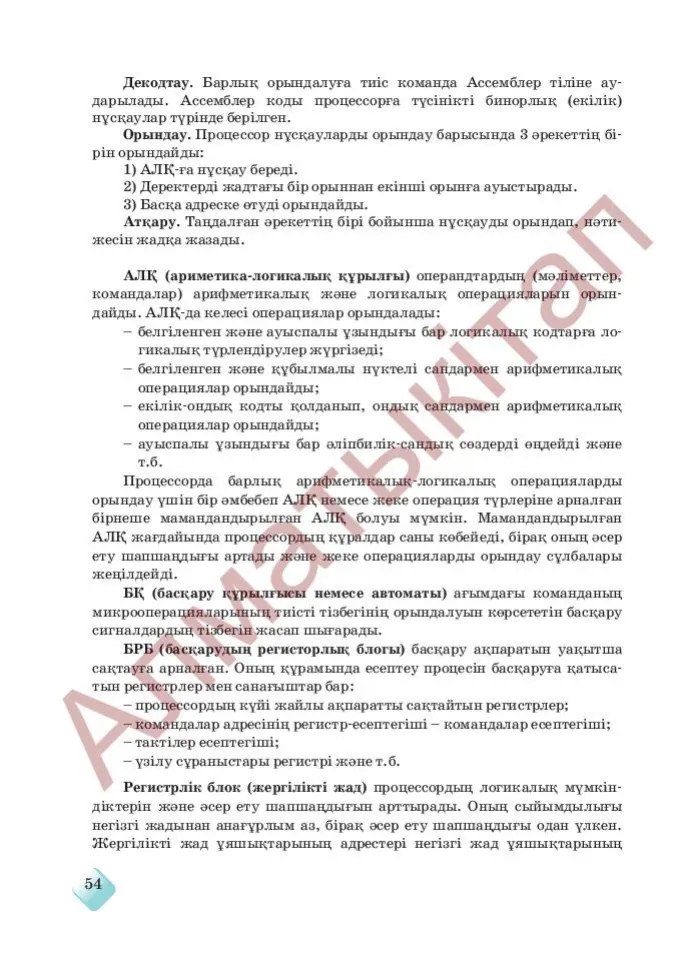 Декодтау. Барлық орындалуға тиіс команда Ассемблер тіліне ау-
дарылады. Ассемблер коды процессорға түсінікті бинорлық (екілік)
нұсқаулар түрінде берілген.
Орындау. Процессор нұсқауларды орындау барысында 3 әрекеттің бі-
рін орындайды:
1) АЛҚ-ға нұсқау береді.
2) Деректерді жадтағы бір орыннан екінші орынға ауыстырады.
3) Басқа адреске өтуді орындайды.
Атқару. Таңдалған әрекеттің бірі бойынша нұсқауды орындап, нәти-
жесін жадқа жазады.
АЛҚ (ариметика-логикалық құрылғы) операндтардың (мәліметтер,
командалар) арифметикалық және логикалық операцияларын орын-
дайды. АЛҚ-да келесі операциялар орындалады:
– белгіленген және ауыспалы ұзындығы бар логикалық кодтарға ло-
гикалық түрлендірулер жүргізеді;
– белгіленген және құбылмалы нүктелі сандармен арифметикалық
операциялар орындайды;
– екілік-ондық кодты қолданып, ондық сандармен арифметикалық
операциялар орындайды;
– ауыспалы ұзындығы бар әліпбилік-сандық сөздерді өңдейді және
т.б.
Процессорда барлық арифметикалық-логикалық операцияларды
орындау үшін бір әмбебеп АЛҚ немесе жеке операция түрлеріне арналған
бірнеше мамандандырылған АЛҚ болуы мүмкін. Мамандандырылған
АЛҚ жағдайында процессордың құралдар саны көбейеді, бірақ оның әсер
ету шапшаңдығы артады және жеке операцияларды орындау сұлбалары
жеңілдейді.
БҚ (басқару құрылғысы немесе автоматы) ағымдағы команданың
микрооперацияларының тиісті тізбегінің орындалуын көрсететін басқару
сигналдардың тізбегін жасап шығарады.
БРБ (басқарудың регисторлық блогы) басқару ақпаратын уақытша
сақтауға арналған. Оның құрамында есептеу процесін басқаруға қатыса-
тын регистрлер мен санағыштар бар:
– процессордың күйі жайлы ақпаратты сақтайтын регистрлер;
– командалар адресінің регистр-есептегіші – командалар есептегіші;
– тактілер есептегіші;
– үзілу сұраныстары регистрі және т.б.
Регистрлік блок (жергілікті жад) процессордың логикалық мүмкін-
діктерін және әсер ету шапшаңдығын арттырады. Оның сыйымдылығы
негізгі жадынан анағұрлым аз, бірақ әсер ету шапшаңдығы одан үлкен.
Жергілікті жад ұяшықтарының адрестері негізгі жад ұяшықтарының
54
Алматыкітап